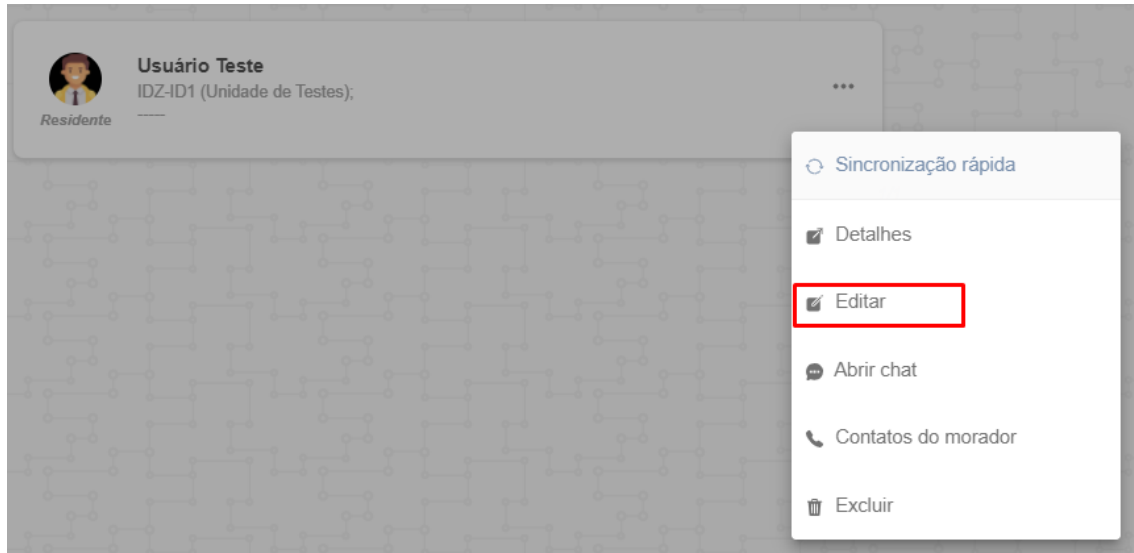 Usuário Teste
IDZ-ID1 (Unidade de Testes);
-----
Residente
Sincronização rápida
Detalhes
Editar
Abrir chat
Contatos do morador
Excluir